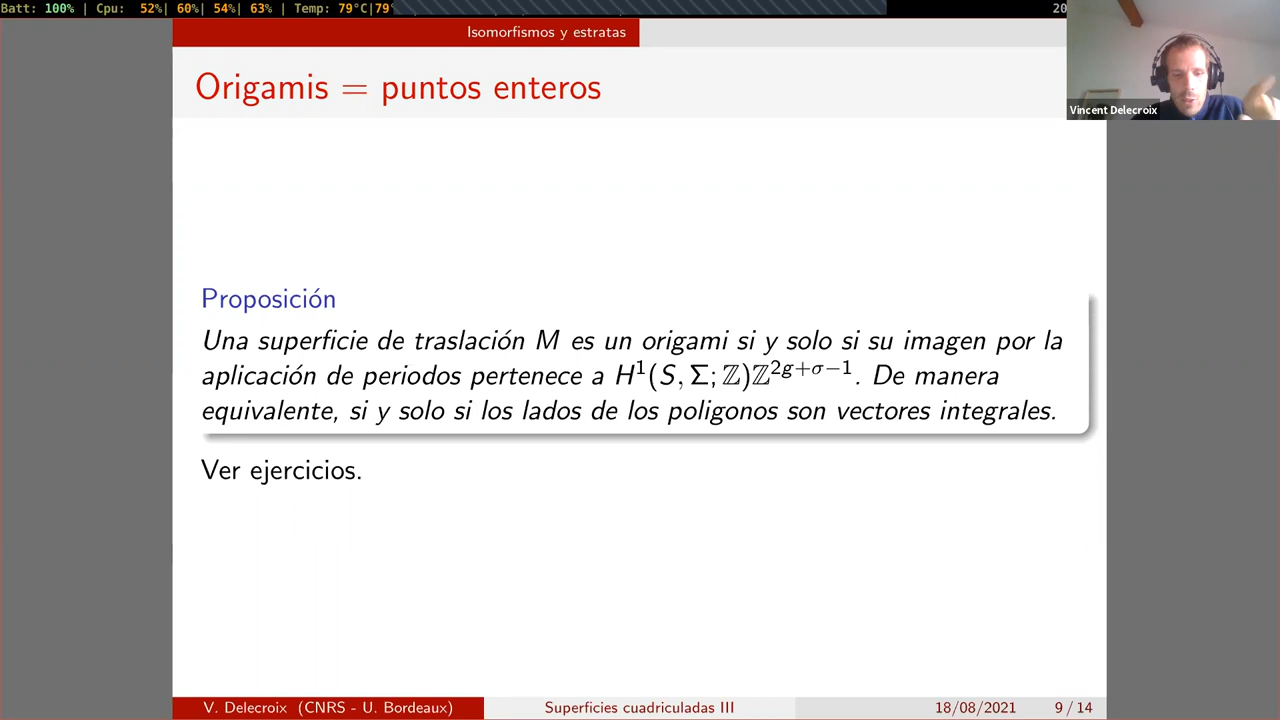 Batt: 100% | Cpu: 52%| 60%| 54%| 63% | Temp: 79°C|79° 20
Isomorfismos y estratas
Origamis = puntos enteros
Vincent Delecroix
Proposición
Una superficie de traslación M es un origami si y solo si su imagen por la
aplicación de periodos pertenece a H¹(S, Σ; ℤ)ℤ²ᵍ⁺σ⁻¹. De manera
equivalente, si y solo si los lados de los poligonos son vectores integrales.
Ver ejercicios.
V. Delecroix (CNRS - U. Bordeaux) Superficies cuadriculadas III 18/08/2021 9 / 14